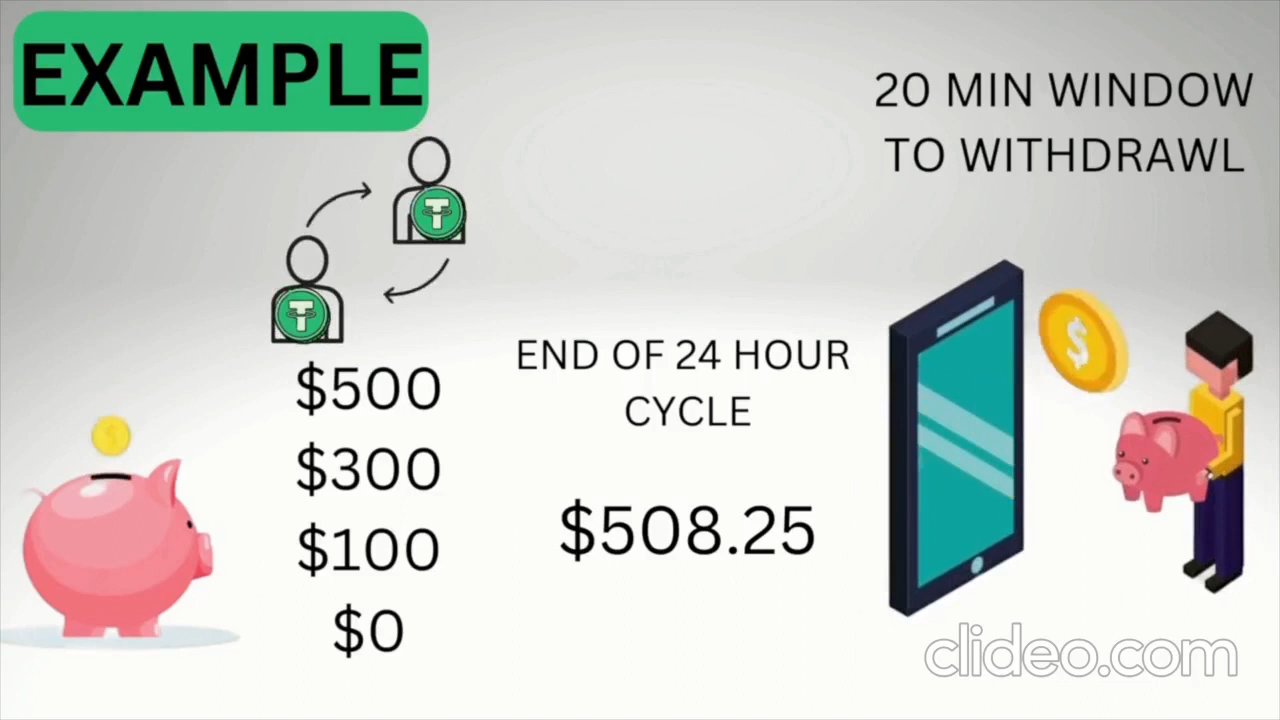 EXAMPLE
20 MIN WINDOW
TO WITHDRAWL
$500
$300
$100
$0
END OF 24 HOUR
CYCLE
$508.25
$
clideo.com